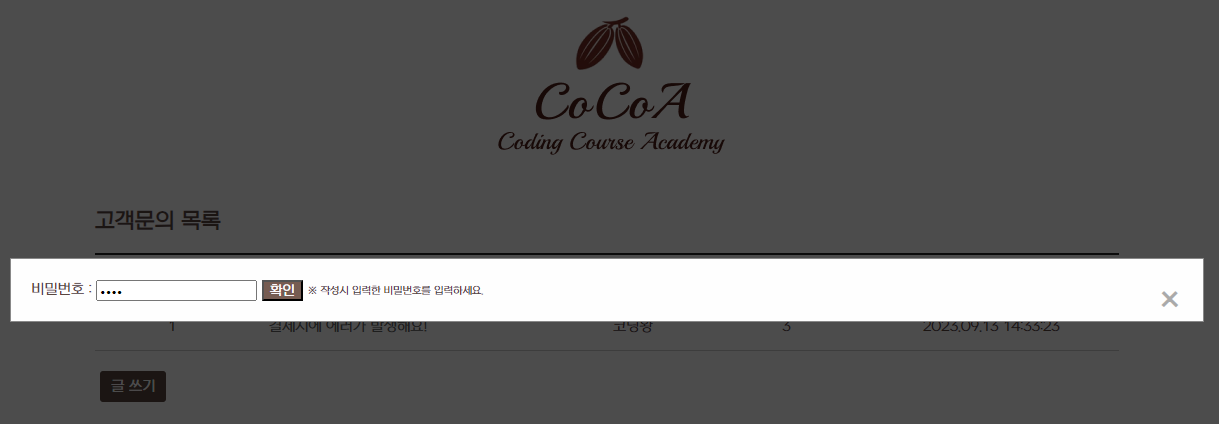 CoCoA
Coding Course Academy
고객문의 목록
비밀번호 : •••• 확인 ※ 작성시 입력한 비밀번호를 입력하세요.
×
1 결제시에 에러가 발생해요! 코딩왕 3 2023.09.13 14:33:23
글 쓰기